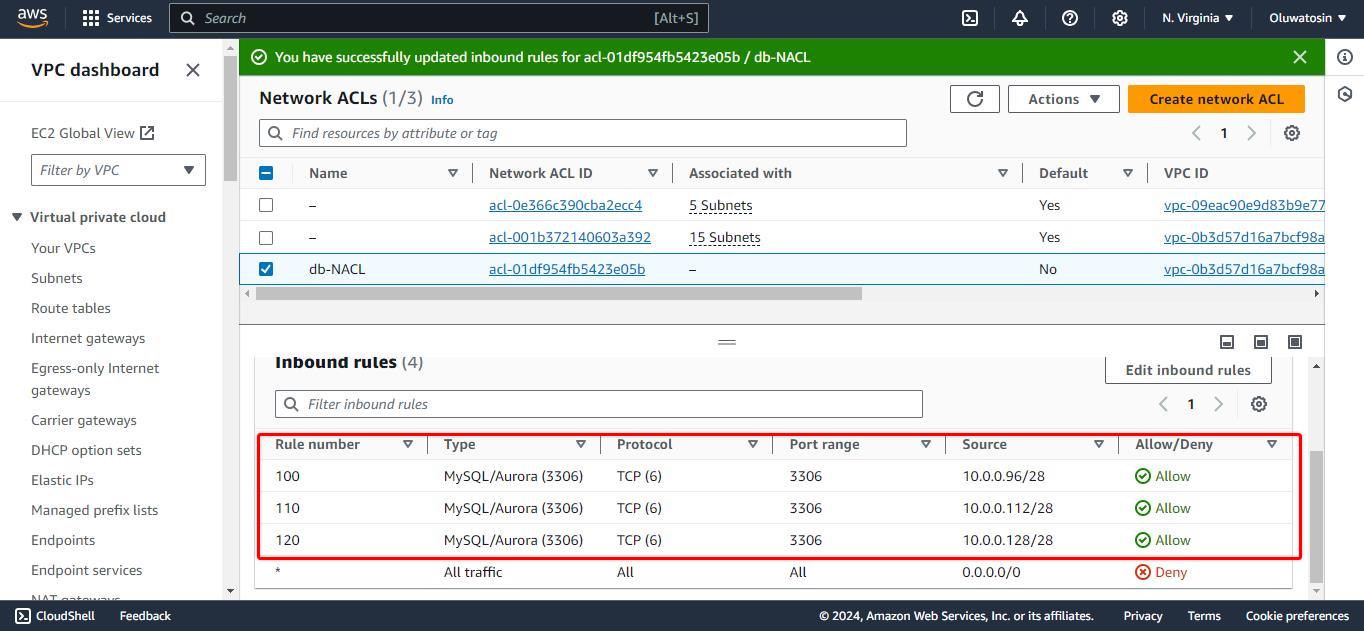 aws Services Search [Alt+S] N. Virginia Oluwatosin
VPC dashboard
EC2 Global View
Filter by VPC
Virtual private cloud
Your VPCs
Subnets
Route tables
Internet gateways
Egress-only Internet
gateways
Carrier gateways
DHCP option sets
Elastic IPs
Managed prefix lists
Endpoints
Endpoint services
NAT gateways
You have successfully updated inbound rules for acl-01df954fb5423e05b / db-NACL
Network ACLs (1/3) Info Actions Create network ACL
Find resources by attribute or tag 1
Name Network ACL ID Associated with Default VPC ID
– acl-0e366c390cba2ecc4 5 Subnets Yes vpc-09eac90e9d83b9e77
– acl-001b372140603a392 15 Subnets Yes vpc-0b3d57d16a7bcf98a
db-NACL acl-01df954fb5423e05b – No vpc-0b3d57d16a7bcf98a
Inbound rules (4) Edit inbound rules
Filter inbound rules 1
Rule number Type Protocol Port range Source Allow/Deny
100 MySQL/Aurora (3306) TCP (6) 3306 10.0.0.96/28 Allow
110 MySQL/Aurora (3306) TCP (6) 3306 10.0.0.112/28 Allow
120 MySQL/Aurora (3306) TCP (6) 3306 10.0.0.128/28 Allow
* All traffic All All 0.0.0.0/0 Deny
CloudShell Feedback © 2024, Amazon Web Services, Inc. or its affiliates. Privacy Terms Cookie preferences